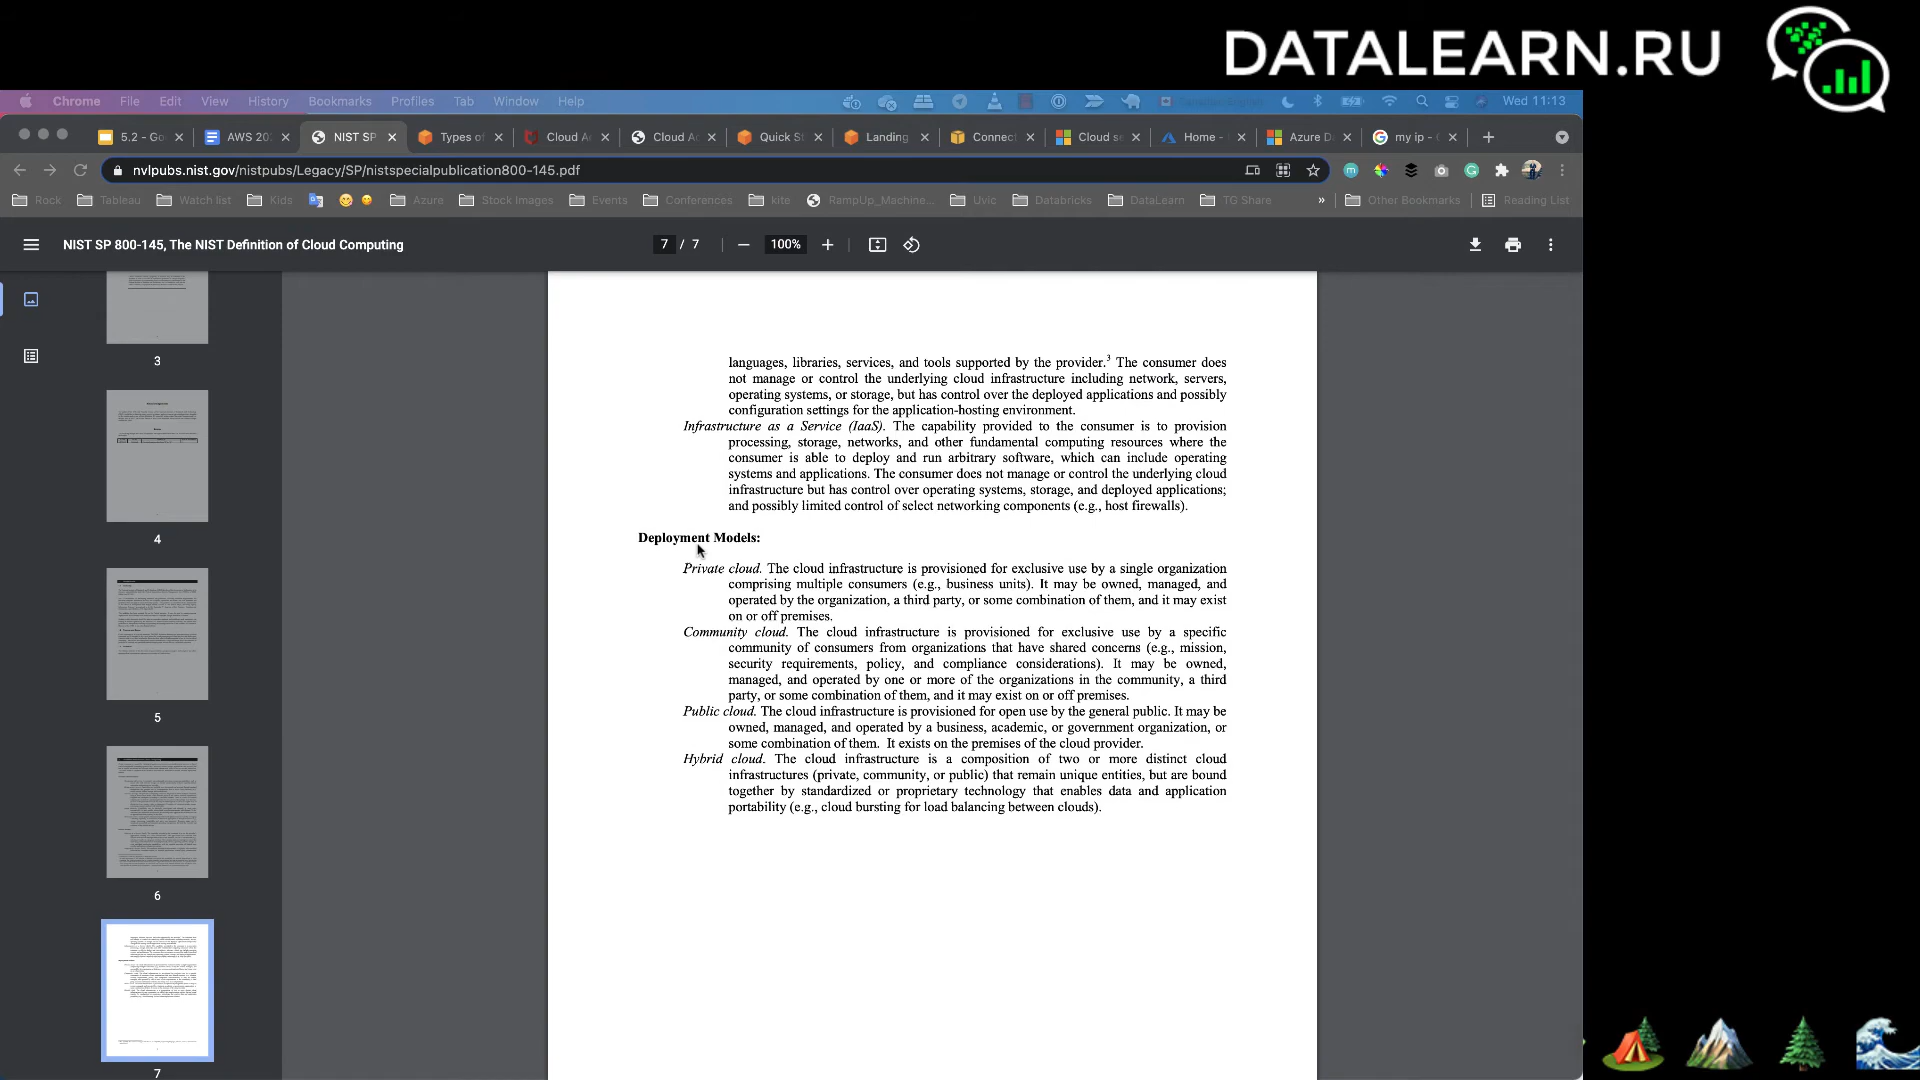 DATALEARN.RU
Chrome File Edit View History Bookmarks Profiles Tab Window Help Wed 11:13
5.2 - Go AWS 202 NIST SP Types of Cloud Ac Quick St Landing Connect Cloud se Home - Azure D my ip -
nvlpubs.nist.gov/nistpubs/Legacy/SP/nistspecialpublication800-145.pdf
Rock Tableau Watch list Kids Azure Stock Images Events Conferences kite RampUp_Machine... Uvic Databricks DataLearn TG Share » Other Bookmarks Reading List
NIST SP 800-145, The NIST Definition of Cloud Computing 7 / 7 100%
languages, libraries, services, and tools supported by the provider.3 The consumer does
not manage or control the underlying cloud infrastructure including network, servers,
operating systems, or storage, but has control over the deployed applications and possibly
configuration settings for the application-hosting environment.
Infrastructure as a Service (IaaS). The capability provided to the consumer is to provision
processing, storage, networks, and other fundamental computing resources where the
consumer is able to deploy and run arbitrary software, which can include operating
systems and applications. The consumer does not manage or control the underlying cloud
infrastructure but has control over operating systems, storage, and deployed applications;
and possibly limited control of select networking components (e.g., host firewalls).
Deployment Models:
Private cloud. The cloud infrastructure is provisioned for exclusive use by a single organization
comprising multiple consumers (e.g., business units). It may be owned, managed, and
operated by the organization, a third party, or some combination of them, and it may exist
on or off premises.
Community cloud. The cloud infrastructure is provisioned for exclusive use by a specific
community of consumers from organizations that have shared concerns (e.g., mission,
security requirements, policy, and compliance considerations). It may be owned,
managed, and operated by one or more of the organizations in the community, a third
party, or some combination of them, and it may exist on or off premises.
Public cloud. The cloud infrastructure is provisioned for open use by the general public. It may be
owned, managed, and operated by a business, academic, or government organization, or
some combination of them. It exists on the premises of the cloud provider.
Hybrid cloud. The cloud infrastructure is a composition of two or more distinct cloud
infrastructures (private, community, or public) that remain unique entities, but are bound
together by standardized or proprietary technology that enables data and application
portability (e.g., cloud bursting for load balancing between clouds).
3
4
5
6
7